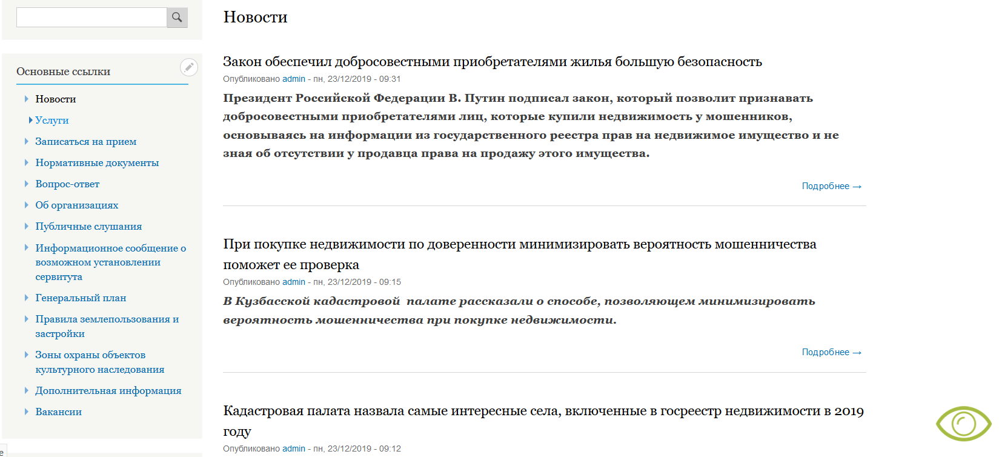 Новости
Закон обеспечил добросовестными приобретателями жилья большую безопасность
Опубликовано admin - пн, 23/12/2019 - 09:31
Президент Российской Федерации В. Путин подписал закон, который позволит признавать
добросовестными приобретателями лиц, которые купили недвижимость у мошенников,
основываясь на информации из государственного реестра прав на недвижимое имущество и не
зная об отсутствии у продавца права на продажу этого имущества.
Подробнее →
При покупке недвижимости по доверенности минимизировать вероятность мошенничества
поможет ее проверка
Опубликовано admin - пн, 23/12/2019 - 09:15
В Кузбасской кадастровой  палате рассказали о способе, позволяющем минимизировать
вероятность мошенничества при покупке недвижимости.
Подробнее →
Кадастровая палата назвала самые интересные села, включенные в госреестр недвижимости в 2019
году
Опубликовано admin - пн, 23/12/2019 - 09:12
Основные ссылки
Новости
Услуги
Записаться на прием
Нормативные документы
Вопрос-ответ
Об организациях
Публичные слушания
Информационное сообщение о
возможном установлении
сервитута
Генеральный план
Правила землепользования и
застройки
Зоны охраны объектов
культурного наследования
Дополнительная информация
Вакансии